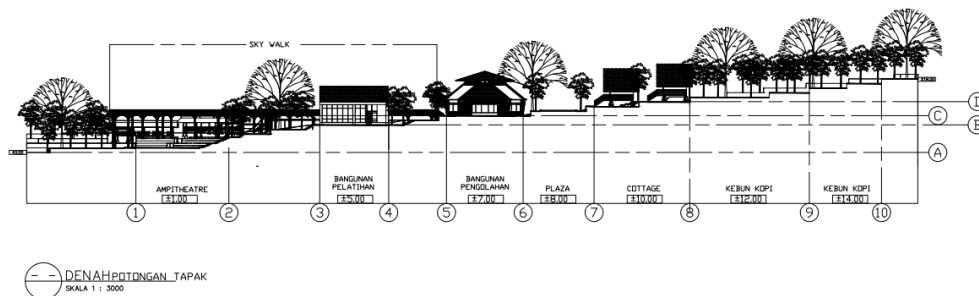 SKY WALK
D
C
B
A
AMPITHEATRE
±1.00
BANGUNAN
PELATIHAN
±5.00
BANGUNAN
PENGOLAHAN
±7.00
PLAZA
±8.00
COTTAGE
±10.00
KEBUN KOPI
±12.00
KEBUN KOPI
±14.00
1 2 3 4 5 6 7 8 9 10
DENAH POTONGAN TAPAK
SKALA 1 : 3000